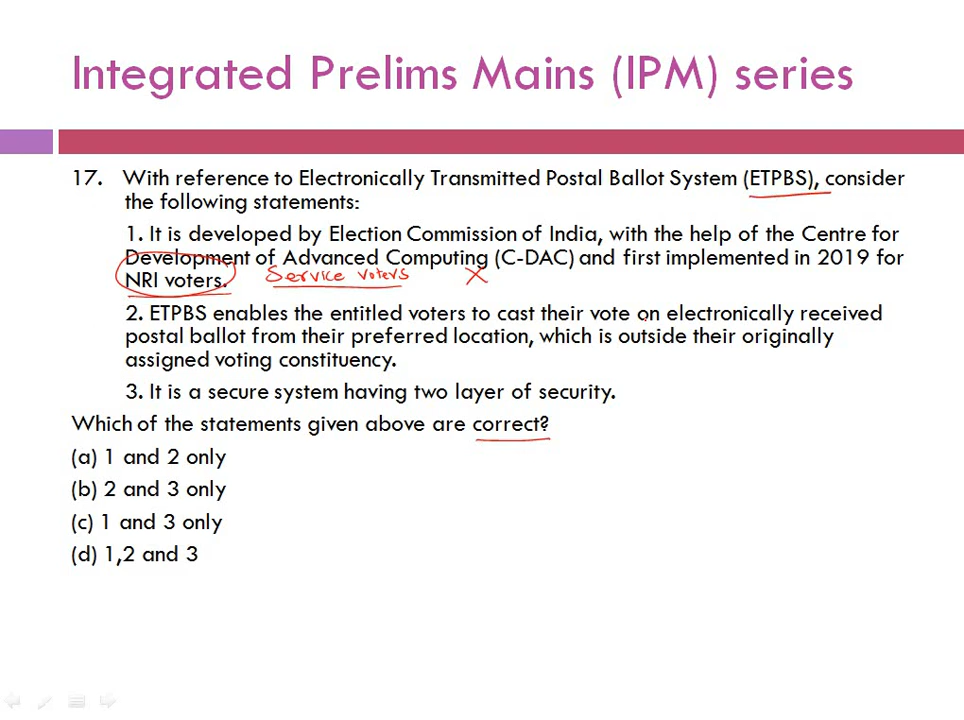 Integrated Prelims Mains (IPM) series
17. With reference to Electronically Transmitted Postal Ballot System (ETPBS), consider
the following statements:
1. It is developed by Election Commission of India, with the help of the Centre for
Development of Advanced Computing (C-DAC) and first implemented in 2019 for
NRI voters. Service voters X
2. ETPBS enables the entitled voters to cast their vote on electronically received
postal ballot from their preferred location, which is outside their originally
assigned voting constituency.
3. It is a secure system having two layer of security.
Which of the statements given above are correct?
(a) 1 and 2 only
(b) 2 and 3 only
(c) 1 and 3 only
(d) 1,2 and 3